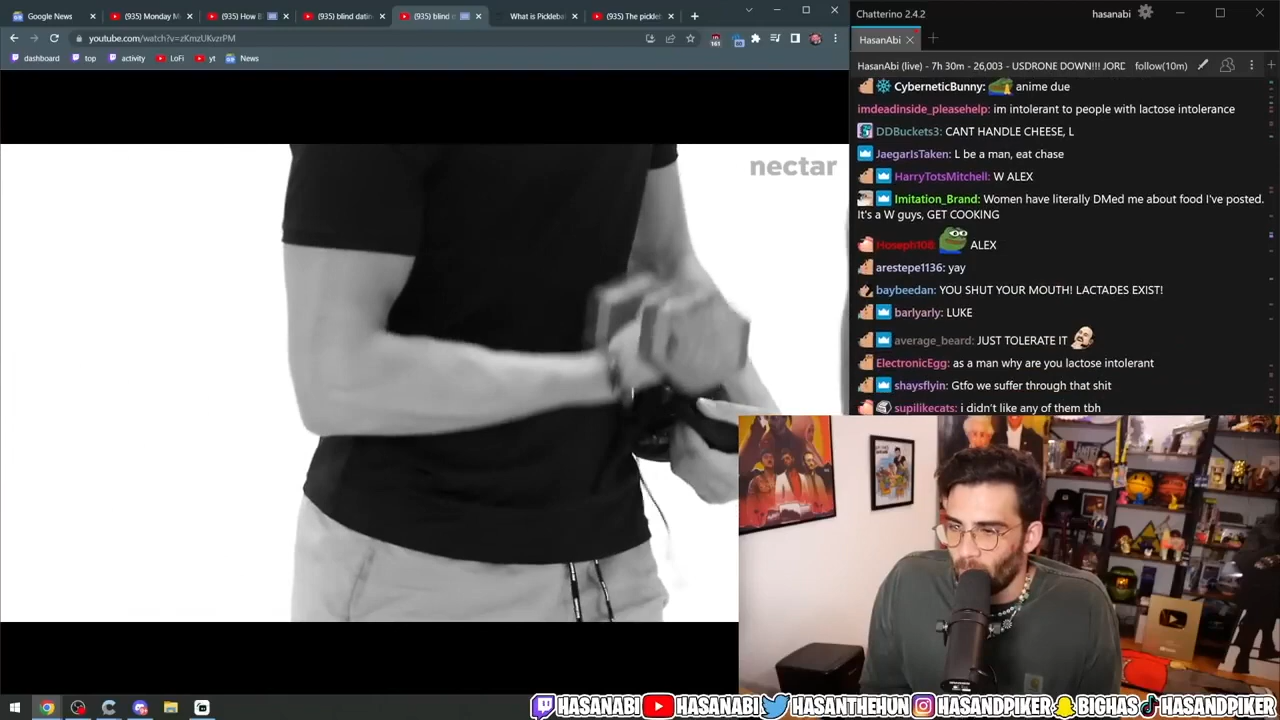 Google News
(935) Monday M
(935) How B
(935) blind datin
(935) blind d
What is Pickleba
(935) The pickle
youtube.com/watch?v=zKmzUKvzrPM
161
dashboard
top
activity
LoFi
yt
News
nectar
Chatterino 2.4.2
hasanabi
HasanAbi
HasanAbi (live) - 7h 30m - 26,003 - USDRONE DOWN!!! JORD
follow(10m)
CyberneticBunny: anime due
imdeadinside_pleasehelp: im intolerant to people with lactose intolerance
DDBuckets3: CANT HANDLE CHEESE, L
JaegarIsTaken: L be a man, eat chase
HarryTotsMitchell: W ALEX
Imitation_Brand: Women have literally DMed me about food I've posted.
It's a W guys, GET COOKING
Hoseph108: ALEX
arestepe1136: yay
baybeedan: YOU SHUT YOUR MOUTH! LACTADES EXIST!
barlyarly: LUKE
average_beard: JUST TOLERATE IT
ElectronicEgg: as a man why are you lactose intolerant
shaysflyin: Gtfo we suffer through that shit
supilikecats: i didn't like any of them tbh
HASANABI
HASANABI
HASANTHEHUN
HASANDPIKER
BIGHAS
HASANDPIKER